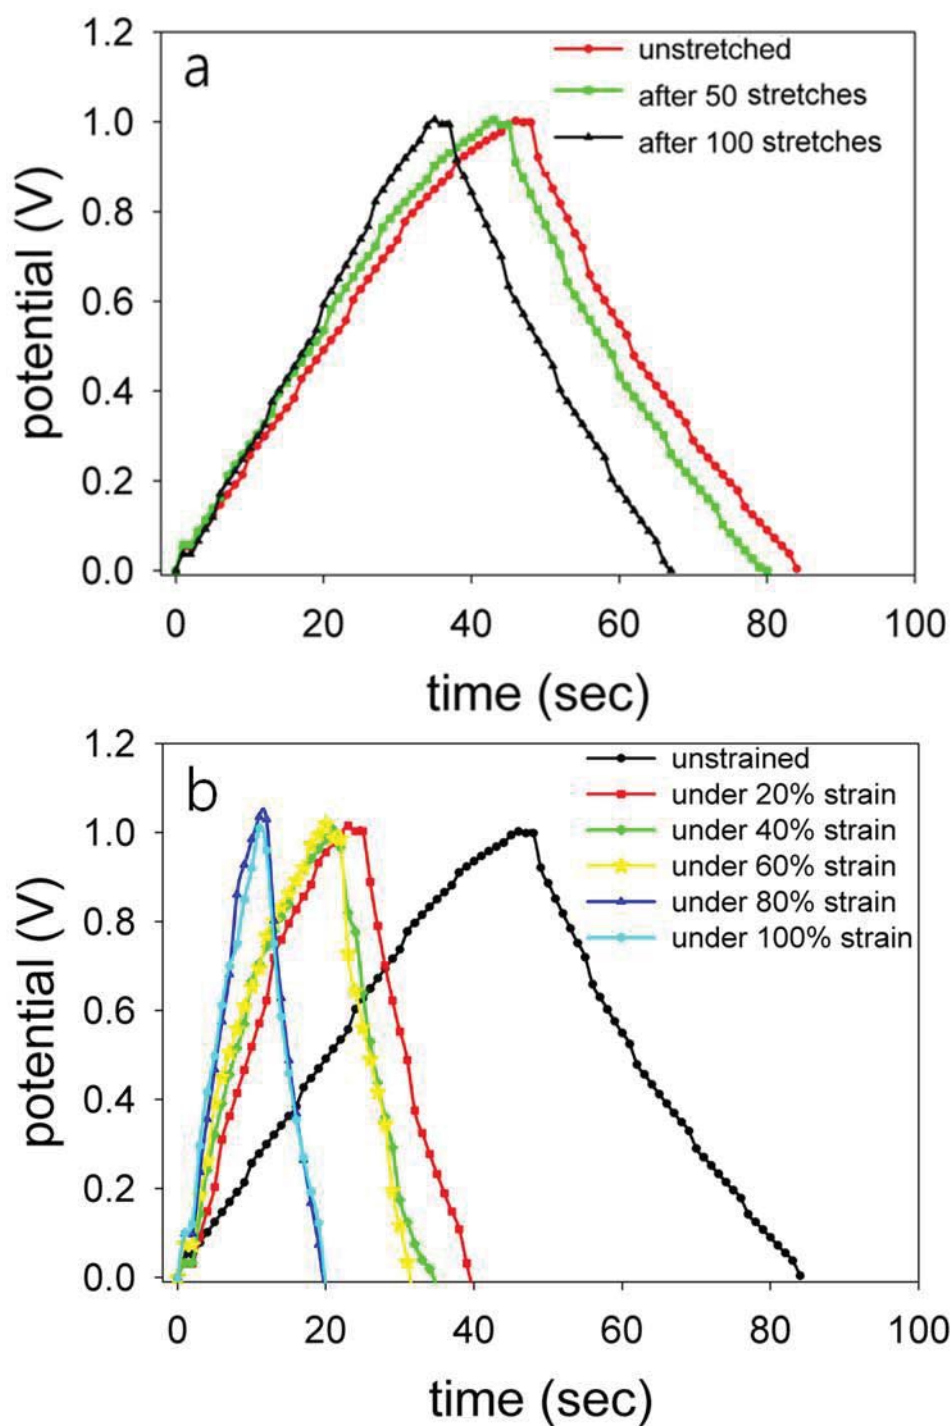 a
unstretched
after 50 stretches
after 100 stretches
1.2
1.0
0.8
0.6
0.4
0.2
0.0
potential (V)
0 20 40 60 80 100
time (sec)
b
unstrained
under 20% strain
under 40% strain
under 60% strain
under 80% strain
under 100% strain
1.2
1.0
0.8
0.6
0.4
0.2
0.0
potential (V)
0 20 40 60 80 100
time (sec)